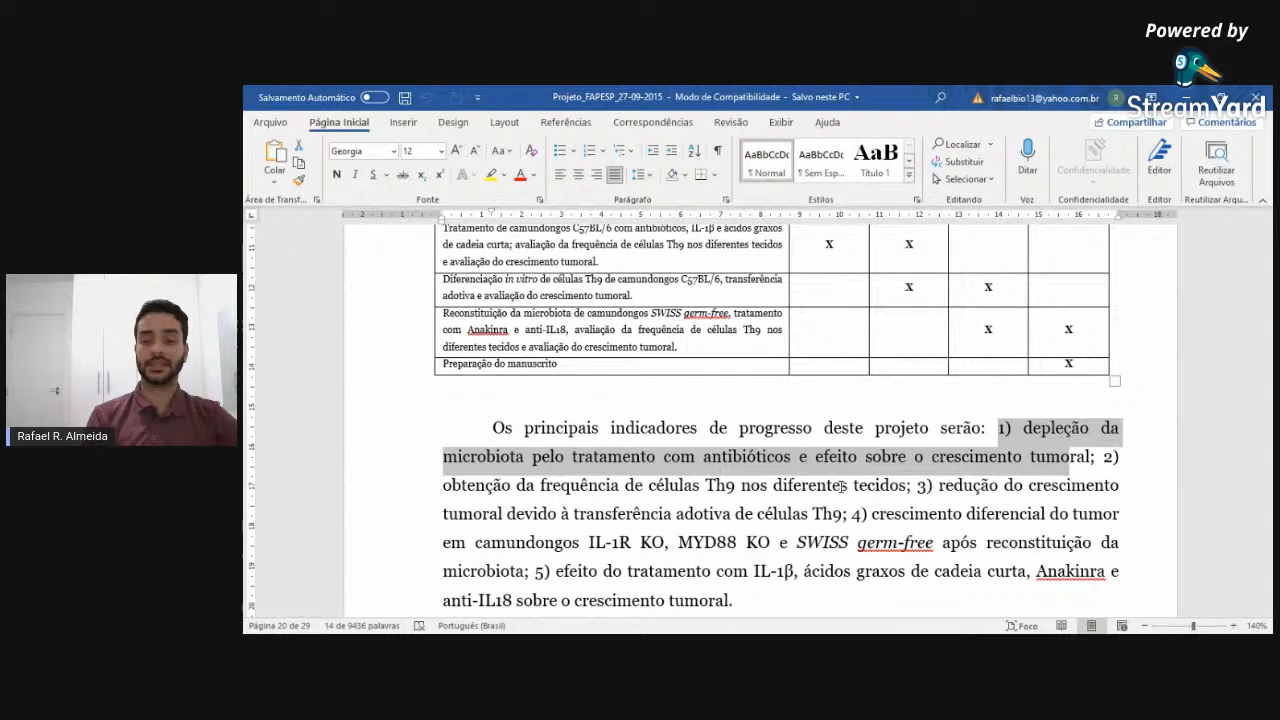 Powered by
StreamYard
Salvamento Automático
Projeto_FAPESP_27-09-2015 - Modo de Compatibilidade - Salvo neste PC
rafaelbio13@yahoo.com.br
Arquivo Página Inicial Inserir Design Layout Referências Correspondências Revisão Exibir Ajuda
Compartilhar Comentários
Colar
Georgia 12
N I S ab x₂ x²
AaBbCcDc AaBbCcDc AaB
¶ Normal ¶ Sem Esp... Título 1
Localizar
Substituir
Selecionar
Ditar
Confidencialidade
Editor
Reutilizar Arquivos
Área de Transf... Fonte Parágrafo Estilos Editando Voz Confidencialidade Editor Reutilizar Arqu...
Tratamento de camundongos C57BL/6 com antibióticos, IL-1β e ácidos graxos
de cadeia curta; avaliação da frequência de células Th9 nos diferentes tecidos X X
e avaliação do crescimento tumoral.
Diferenciação in vitro de células Th9 de camundongos C57BL/6, transferência
adotiva e avaliação do crescimento tumoral. X X
Reconstituição da microbiota de camundongos SWISS germ-free, tratamento
com Anakinra e anti-IL18, avaliação da frequência de células Th9 nos X X
diferentes tecidos e avaliação do crescimento tumoral.
Preparação do manuscrito X
Os principais indicadores de progresso deste projeto serão: 1) depleção da
microbiota pelo tratamento com antibióticos e efeito sobre o crescimento tumoral; 2)
obtenção da frequência de células Th9 nos diferentes tecidos; 3) redução do crescimento
tumoral devido à transferência adotiva de células Th9; 4) crescimento diferencial do tumor
em camundongos IL-1R KO, MYD88 KO e SWISS germ-free após reconstituição da
microbiota; 5) efeito do tratamento com IL-1β, ácidos graxos de cadeia curta, Anakinra e
anti-IL18 sobre o crescimento tumoral.
Rafael R. Almeida
Página 20 de 29 14 de 9436 palavras Português (Brasil) Foco 140%